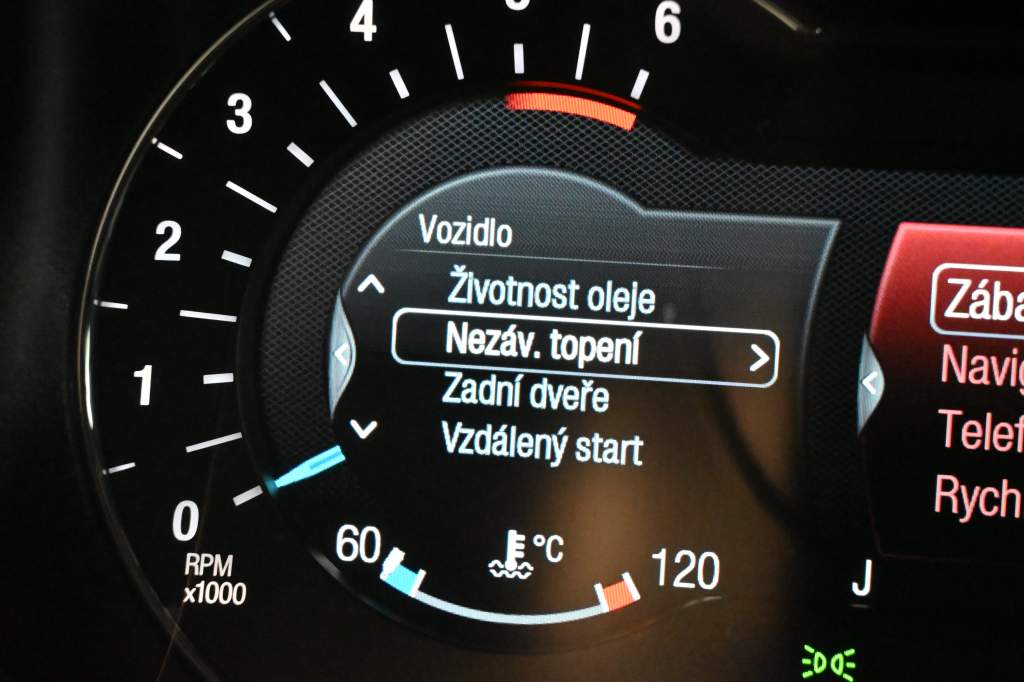 6
4
3
2
1
0
RPM
x1000
Vozidlo
Životnost oleje
Nezáv. topení
Zadní dveře
Vzdálený start
60
°C
120
J